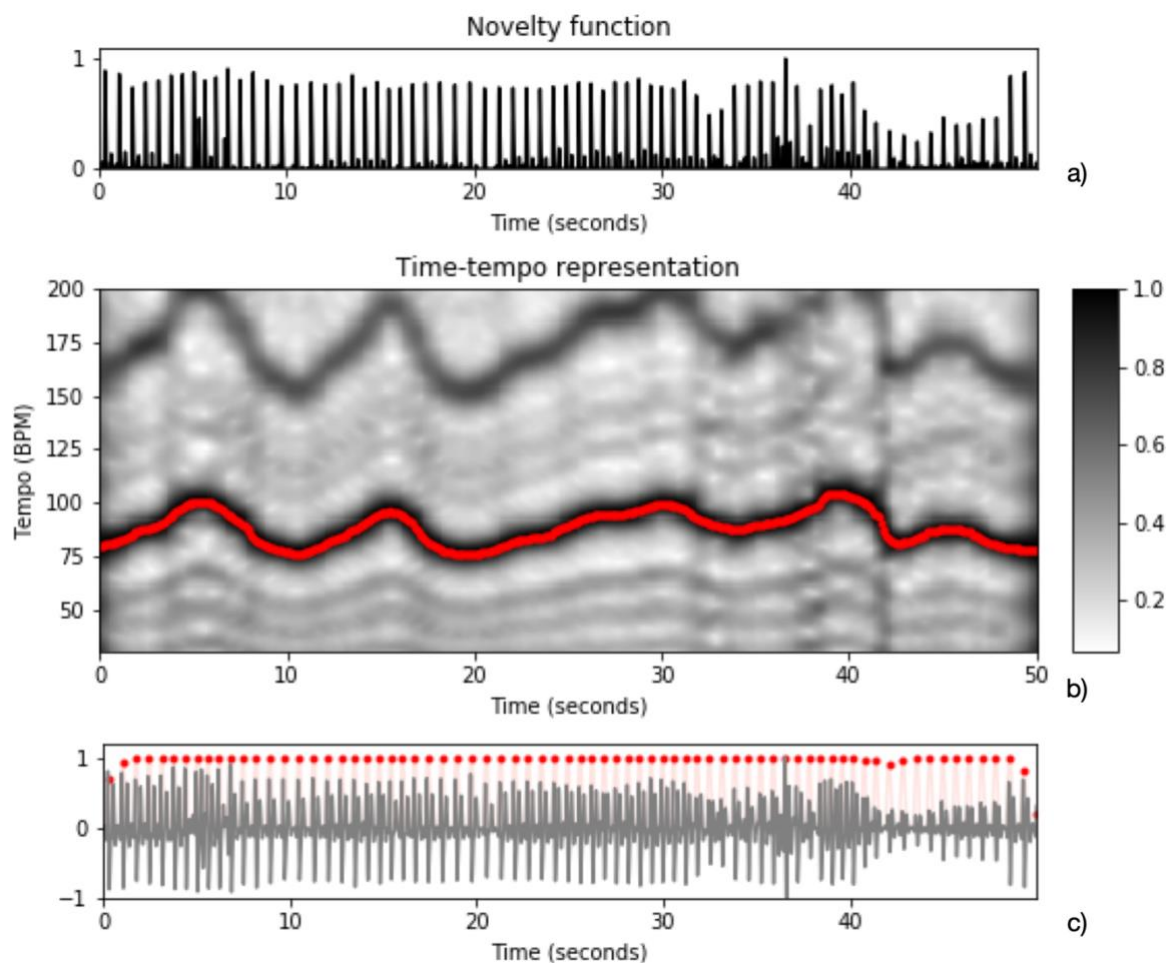 Novelty function
1
0
0 10 20 30 40
Time (seconds)
a)
Time-tempo representation
200
175
150
125
100
75
50
Tempo (BPM)
0 10 20 30 40 50
Time (seconds)
1.0
0.8
0.6
0.4
0.2
b)
1
0
−1
0 10 20 30 40
Time (seconds)
c)